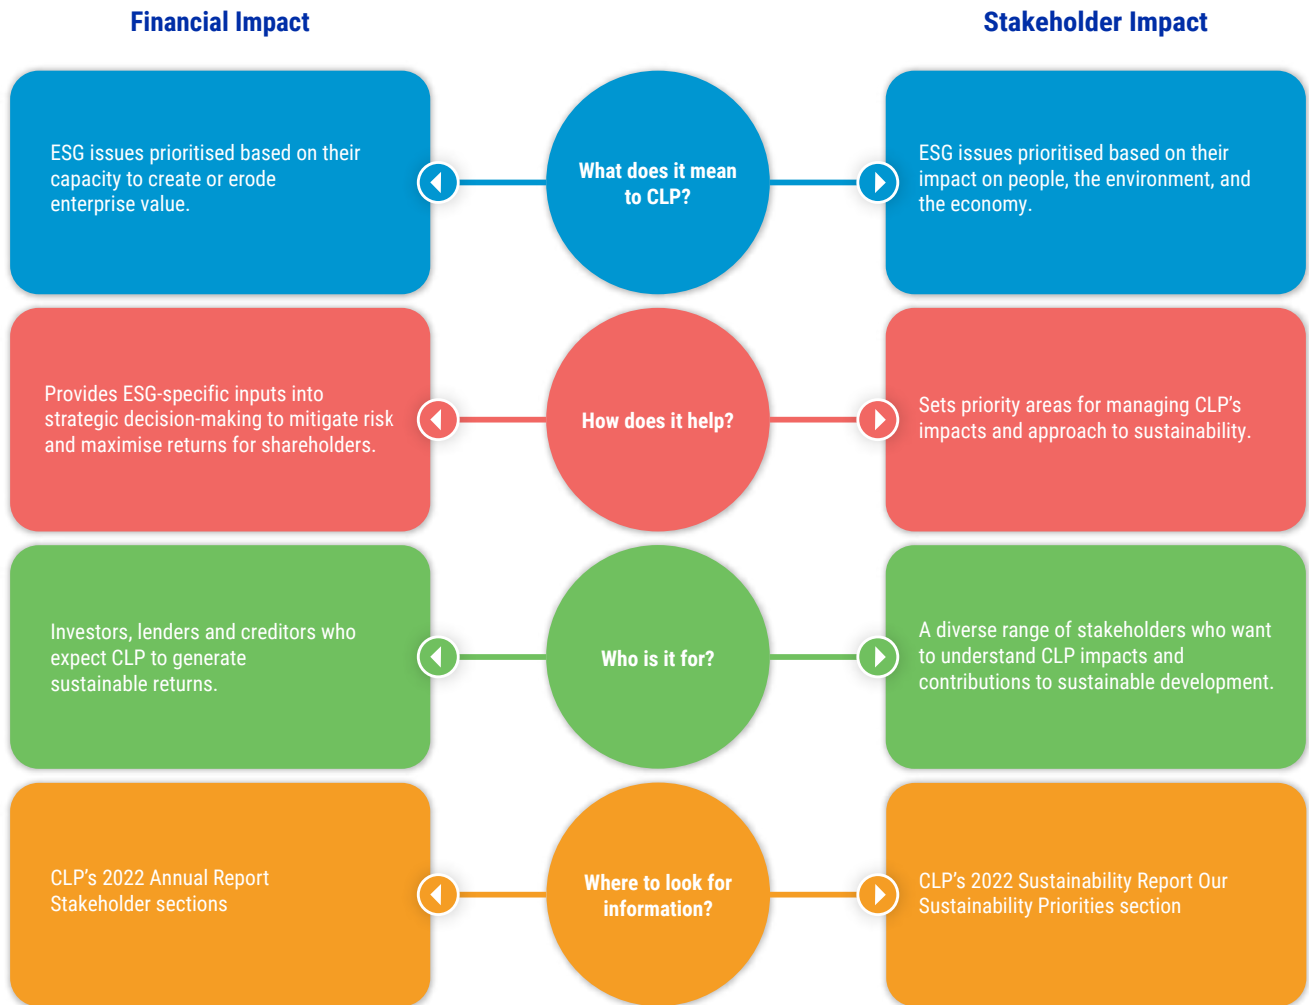 Financial Impact
Stakeholder Impact
ESG issues prioritised based on their
capacity to create or erode
enterprise value.
What does it mean
to CLP?
ESG issues prioritised based on their
impact on people, the environment, and
the economy.
Provides ESG-specific inputs into
strategic decision-making to mitigate risk
and maximise returns for shareholders.
How does it help?
Sets priority areas for managing CLP’s
impacts and approach to sustainability.
Investors, lenders and creditors who
expect CLP to generate
sustainable returns.
Who is it for?
A diverse range of stakeholders who want
to understand CLP impacts and
contributions to sustainable development.
CLP’s 2022 Annual Report
Stakeholder sections
Where to look for
information?
CLP’s 2022 Sustainability Report Our
Sustainability Priorities section